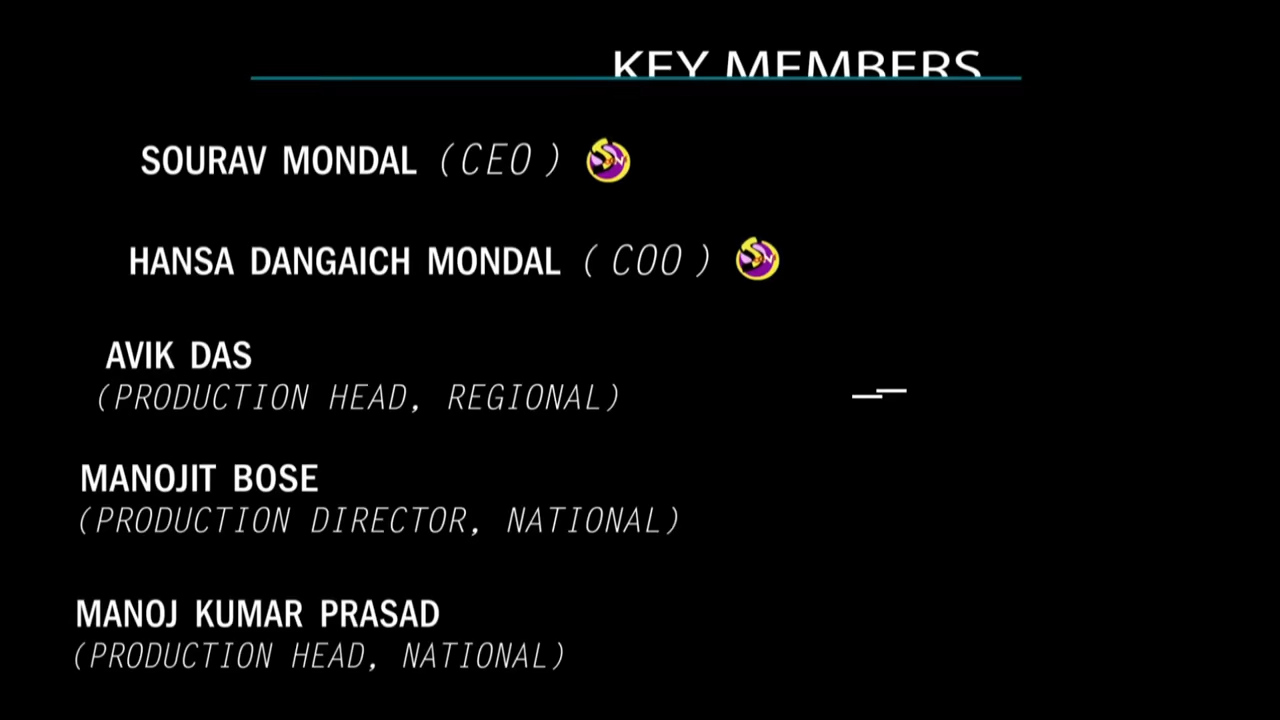 KEY MEMBERS
SOURAV MONDAL (CEO )
HANSA DANGAICH MONDAL ( COO )
AVIK DAS
(PRODUCTION HEAD, REGIONAL)
MANOJIT BOSE
(PRODUCTION DIRECTOR, NATIONAL)
MANOJ KUMAR PRASAD
(PRODUCTION HEAD, NATIONAL)